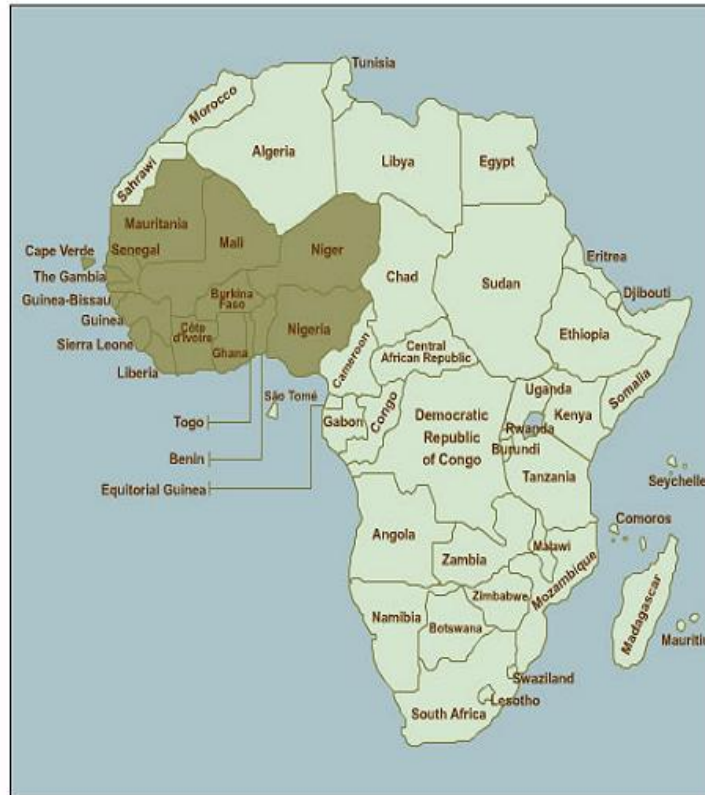 Tunisia
Morocco
Algeria
Libya
Egypt
Sahrawi
Mauritania
Cape Verde
Senegal
Mali
Niger
Chad
Sudan
Eritrea
The Gambia
Djibouti
Guinea-Bissau
Burkina
Faso
Guinea
Côte
d'Ivoire
Nigeria
Ethiopia
Sierra Leone
Ghana
Cameroon
Central
African Republic
Somalia
Liberia
São Tomé
Uganda
Togo
Gabon
Congo
Democratic
Republic
of Congo
Kenya
Rwanda
Benin
Burundi
Tanzania
Seychelle
Equitorial Guinea
Comoros
Angola
Zambia
Malawi
Mozambique
Zimbabwe
Madagascar
Namibia
Botswana
Mauriti
Swaziland
Lesotho
South Africa